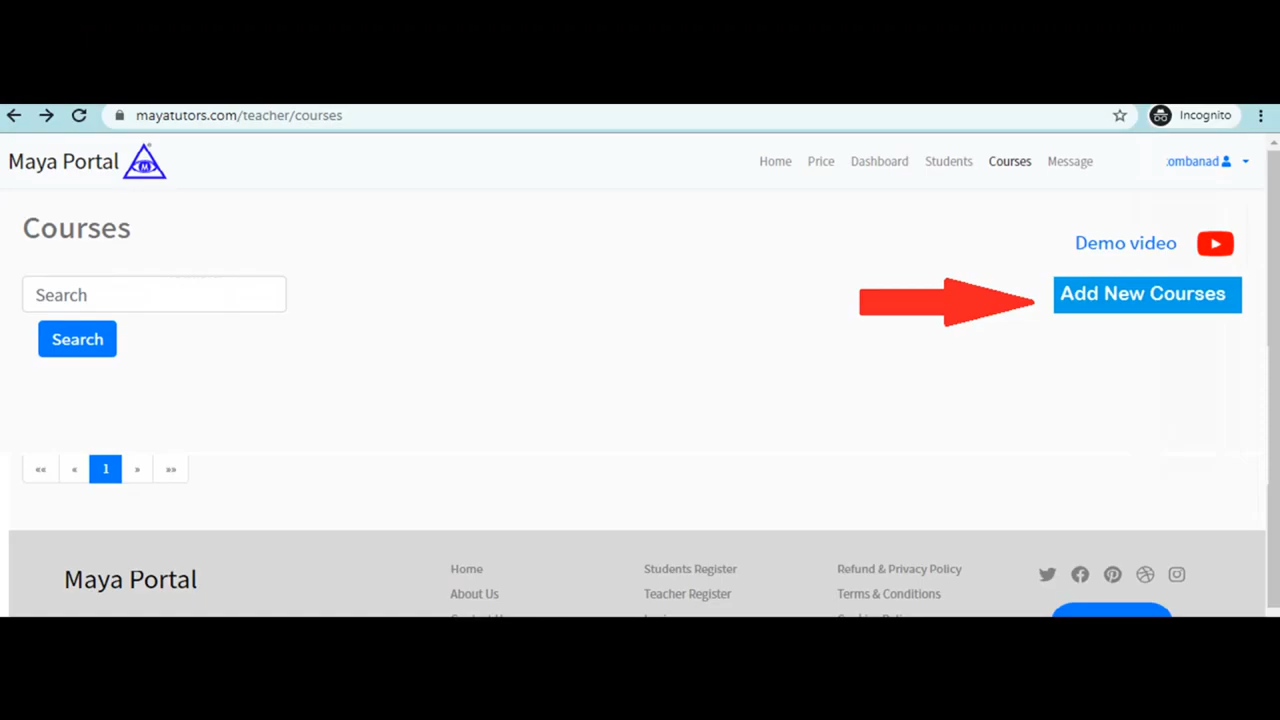 mayatutors.com/teacher/courses
Incognito
Maya Portal
M
Home Price Dashboard Students Courses Message
ombanad
Courses
Demo video
Search
Add New Courses
Search
«« « 1 » »»
Maya Portal
Home
Students Register
Refund & Privacy Policy
About Us
Teacher Register
Terms & Conditions